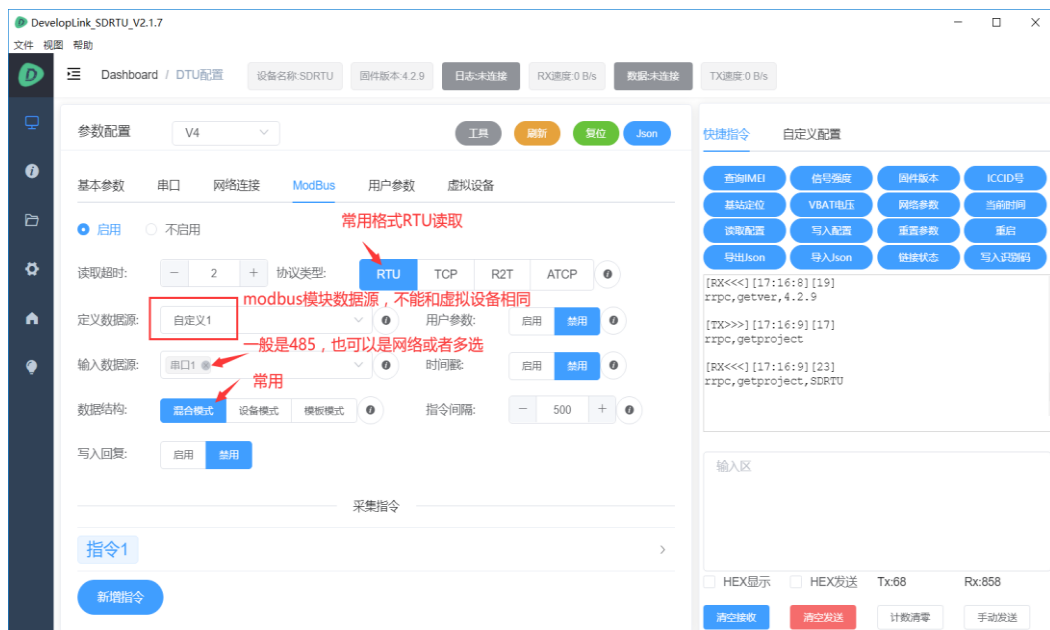 DevelopLink_SDRTU_V2.1.7
文件 视图 帮助
Dashboard / DTU配置 设备名称:SDRTU 固件版本:4.2.9 日志:未连接 RX速度:0 B/s 数据:未连接 TX速度:0 B/s
参数配置 V4 工具 刷新 复位 Json
基本参数 串口 网络连接 ModBus 用户参数 虚拟设备
启用 不启用
常用格式RTU读取
读取超时: − 2 + 协议类型: RTU TCP R2T ATCP
modbus模块数据源，不能和虚拟设备相同
定义数据源: 自定义1 用户参数: 启用 禁用
一般是485，也可以是网络或者多选
输入数据源: 串口1 时间戳: 启用 禁用
常用
数据结构: 混合模式 设备模式 模板模式 指令间隔: − 500 +
写入回复: 启用 禁用
采集指令
指令1
新增指令
快捷指令 自定义配置
查询IMEI 信号强度 固件版本 ICCID号
基站定位 VBAT电压 网络参数 当前时间
读取配置 写入配置 重置参数 重启
导出Json 导入Json 链接状态 写入识别码
[RX<<<][17:16:8][19]
rrpc,getver,4.2.9
[TX>>>][17:16:9][17]
rrpc,getproject
[RX<<<][17:16:9][23]
rrpc,getproject,SDRTU
输入区
HEX显示 HEX发送 Tx:68 Rx:858
清空接收 清空发送 计数清零 手动发送